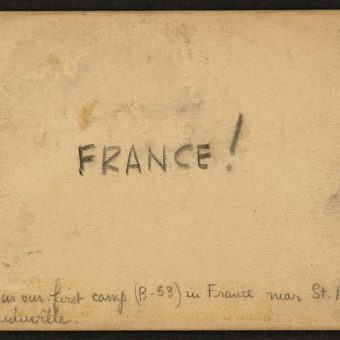 FRANCE!
our first camp (B-53) in France near St.